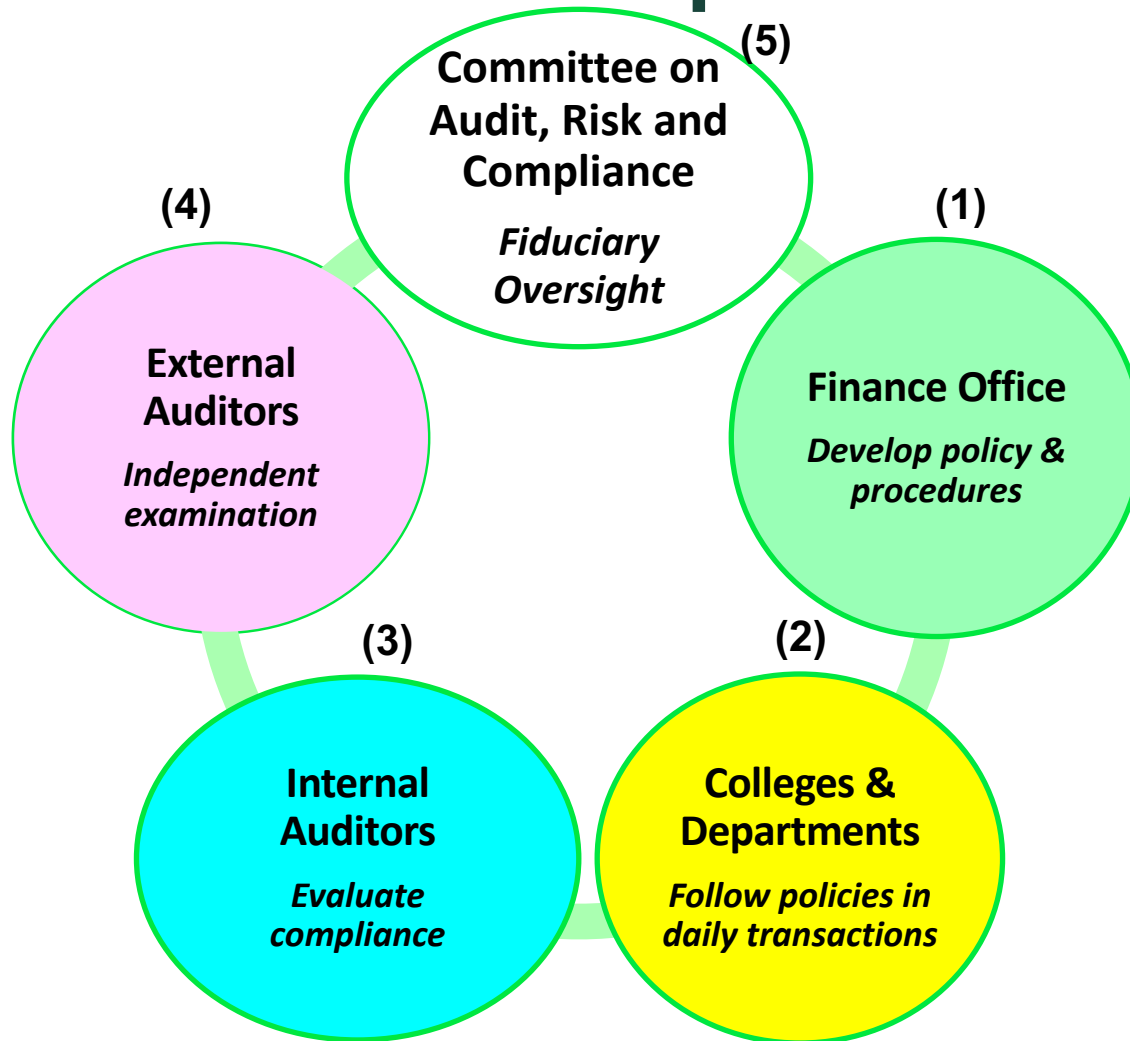 (5)
Committee on
Audit, Risk and
Compliance
Fiduciary
Oversight
(1)
Finance Office
Develop policy &
procedures
(2)
Colleges &
Departments
Follow policies in
daily transactions
(3)
Internal
Auditors
Evaluate
compliance
(4)
External
Auditors
Independent
examination